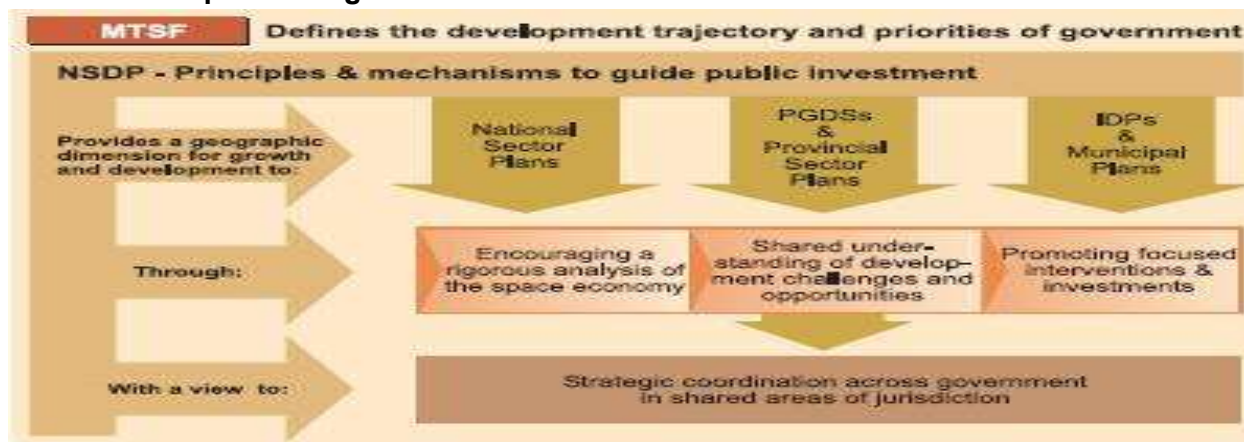 MTSF Defines the development trajectory and priorities of government
NSDP - Principles & mechanisms to guide public investment
Provides a geographic
dimension for growth
and development to:
National
Sector
Plans
PGDSs
&
Provincial
Sector
Plans
IDPs
&
Municipal
Plans
Through:
Encouraging a
rigorous analysis of
the space economy
Shared under-
standing of develop-
ment challenges and
opportunities
Promoting focused
interventions &
investments
With a view to:
Strategic coordination across government
in shared areas of jurisdiction